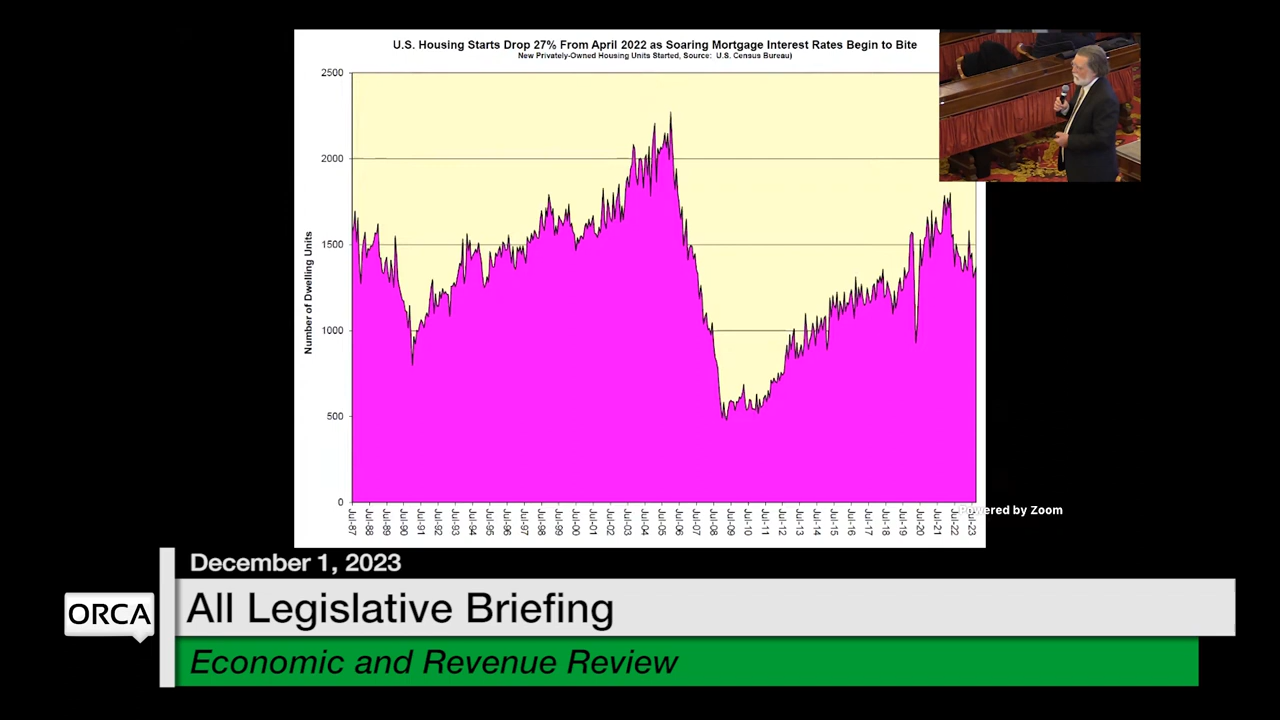 U.S. Housing Starts Drop 27% From April 2022 as Soaring Mortgage Interest Rates Begin to Bite
New Privately-Owned Housing Units Started, Source: U.S. Census Bureau)
Number of Dwelling Units
2500
2000
1500
1000
500
0
Jul-87
Jul-88
Jul-89
Jul-90
Jul-91
Jul-92
Jul-93
Jul-94
Jul-95
Jul-96
Jul-97
Jul-98
Jul-99
Jul-00
Jul-01
Jul-02
Jul-03
Jul-04
Jul-05
Jul-06
Jul-07
Jul-08
Jul-09
Jul-10
Jul-11
Jul-12
Jul-13
Jul-14
Jul-15
Jul-16
Jul-17
Jul-18
Jul-19
Jul-20
Jul-21
Jul-22
Jul-23
Powered by Zoom
December 1, 2023
ORCA
All Legislative Briefing
Economic and Revenue Review